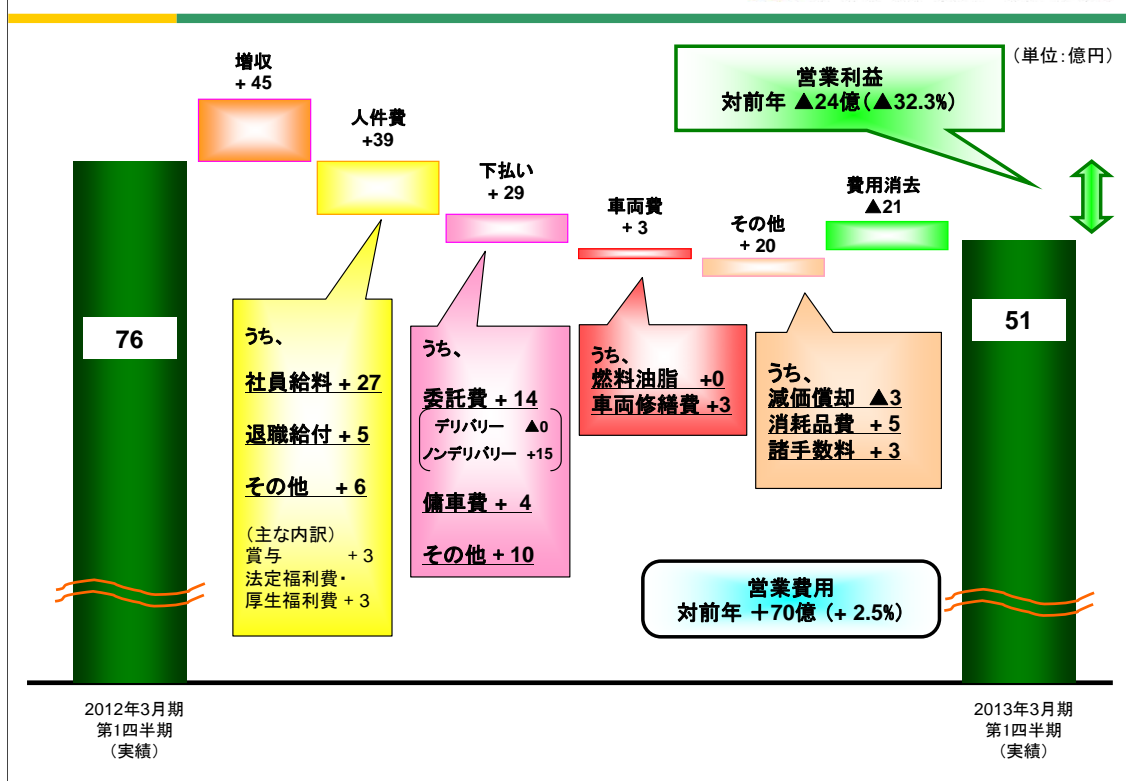 (単位:億円)
営業利益
対前年 ▲24億(▲32.3%)
増収
+ 45
人件費
+39
下払い
+ 29
車両費
+ 3
その他
+ 20
費用消去
▲21
76
うち、
社員給料 + 27
退職給付 + 5
その他 + 6
(主な内訳)
賞与 + 3
法定福利費・
厚生福利費 + 3
うち、
委託費 + 14
デリバリー ▲0
ノンデリバリー +15
傭車費 + 4
その他 + 10
うち、
燃料油脂 +0
車両修繕費 +3
うち、
減価償却 ▲3
消耗品費 + 5
諸手数料 + 3
51
営業費用
対前年 +70億 (+ 2.5%)
2012年3月期
第1四半期
(実績)
2013年3月期
第1四半期
(実績)